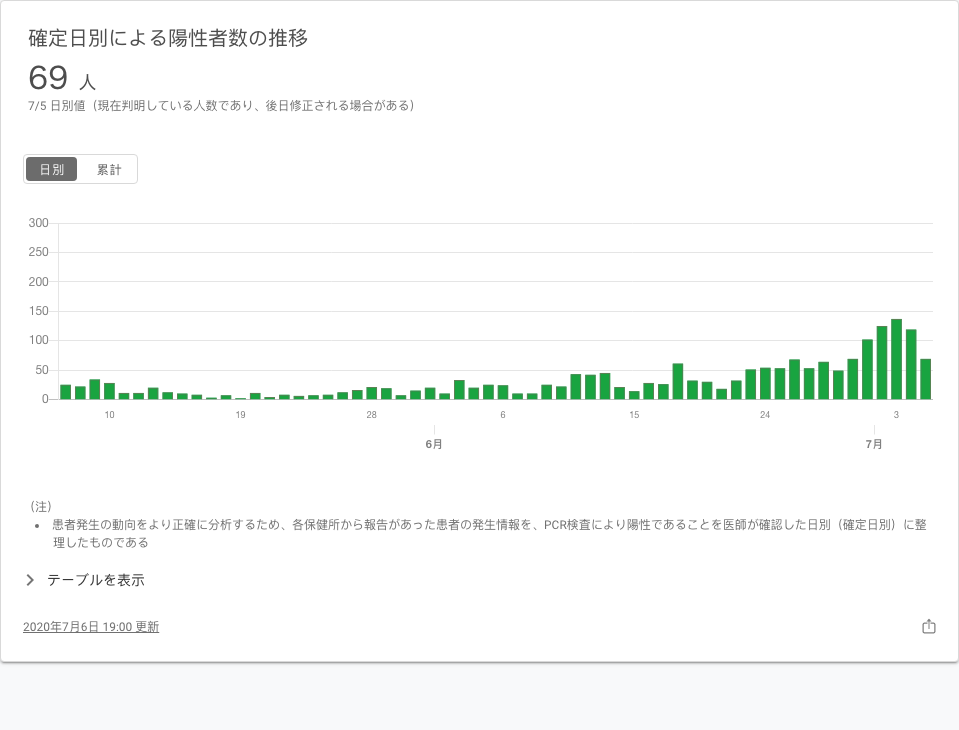 確定日別による陽性者数の推移
69 人
7/5 日別値（現在判明している人数であり、後日修正される場合がある）
日別 累計
300
250
200
150
100
50
0
10 19 28 6 15 24 3
6月 7月
（注）
• 患者発生の動向をより正確に分析するため、各保健所から報告があった患者の発生情報を、PCR検査により陽性であることを医師が確認した日別（確定日別）に整
理したものである
テーブルを表示
2020年7月6日 19:00 更新